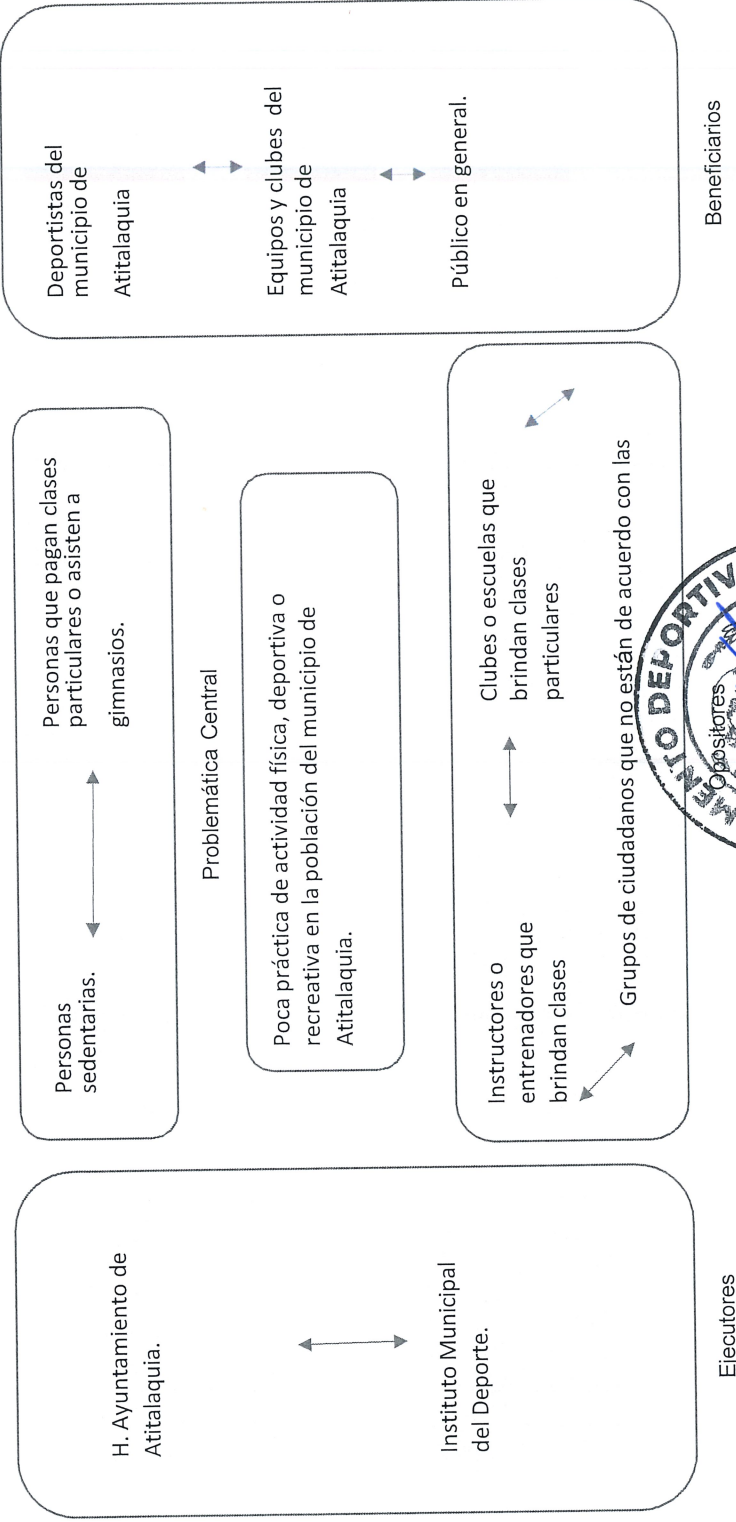 H. Ayuntamiento de
Atitalaquia.
Instituto Municipal
del Deporte.
Ejecutores
Personas
sedentarias.
Personas que pagan clases
particulares o asisten a
gimnasios.
Problemática Central
Poca práctica de actividad física, deportiva o
recreativa en la población del municipio de
Atitalaquia.
Instructores o
entrenadores que
brindan clases
Clubes o escuelas que
brindan clases
particulares
Grupos de ciudadanos que no están de acuerdo con las
Opositores
MENTO DEPORTIV
Deportistas del
municipio de
Atitalaquia
Equipos y clubes del
municipio de
Atitalaquia
Público en general.
Beneficiarios